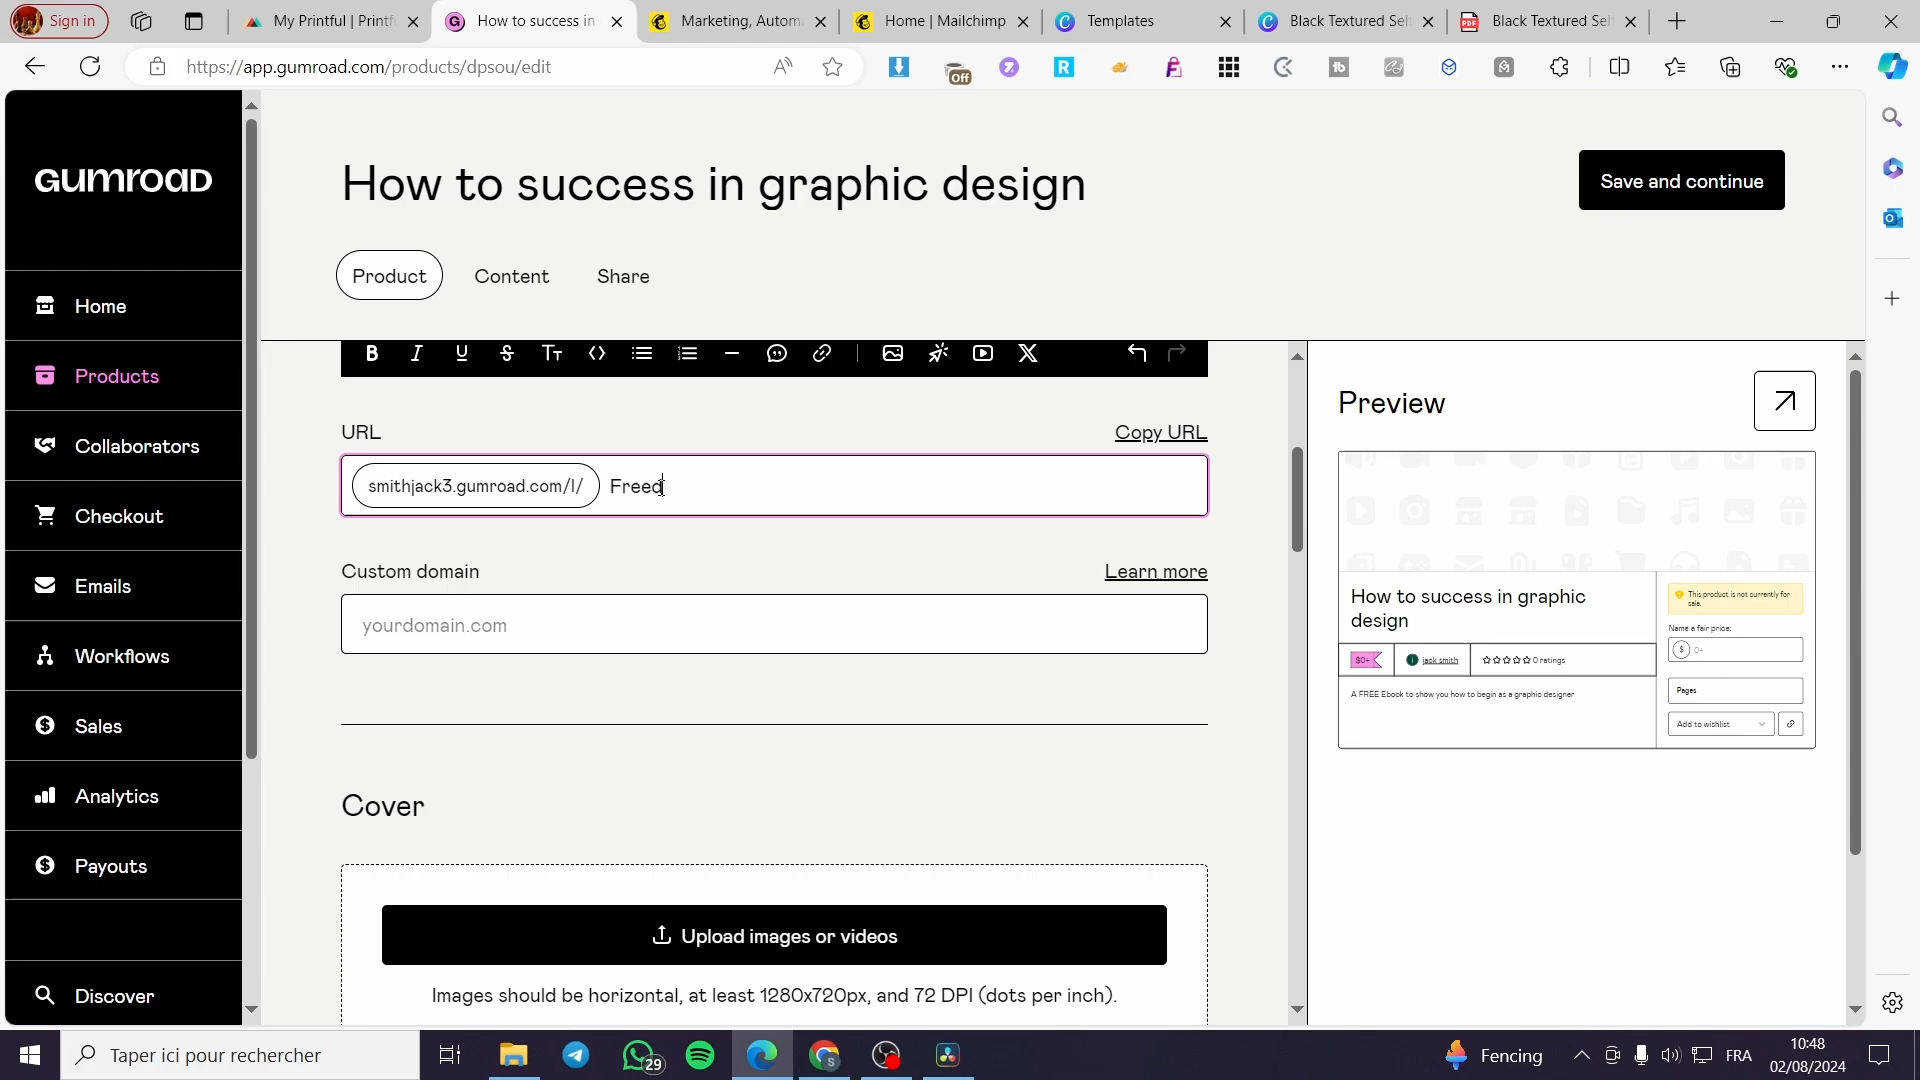 Sign in
My Printful | Printf
How to success in
Marketing, Autom
Home | Mailchimp
Templates
Black Textured Sel
Black Textured Sel
https://app.gumroad.com/products/dpsou/edit
Off
GUMROAD
Home
Products
Collaborators
Checkout
Emails
Workflows
Sales
Analytics
Payouts
Discover
How to success in graphic design
Save and continue
Product
Content
Share
URL
Copy URL
smithjack3.gumroad.com/l/
Freed
Custom domain
Learn more
yourdomain.com
Cover
Upload images or videos
Images should be horizontal, at least 1280x720px, and 72 DPI (dots per inch).
Preview
How to success in graphic
design
$0+
jack smith
0 ratings
A FREE Ebook to show you how to begin as a graphic designer
This product is not currently for
sale.
Name a fair price:
$ 0+
Pages
Add to wishlist
Taper ici pour rechercher
29
Fencing
FRA
10:48
02/08/2024